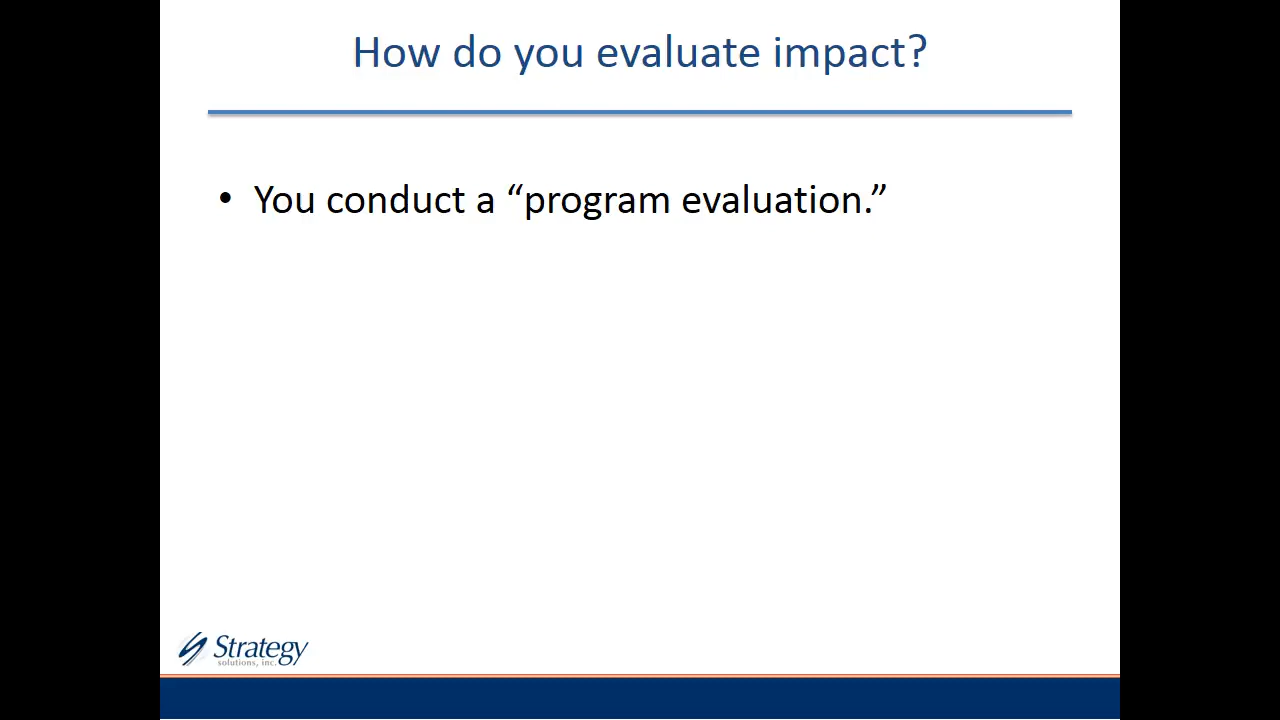 How do you evaluate impact?
• You conduct a “program evaluation.”
Strategy
solutions, inc.